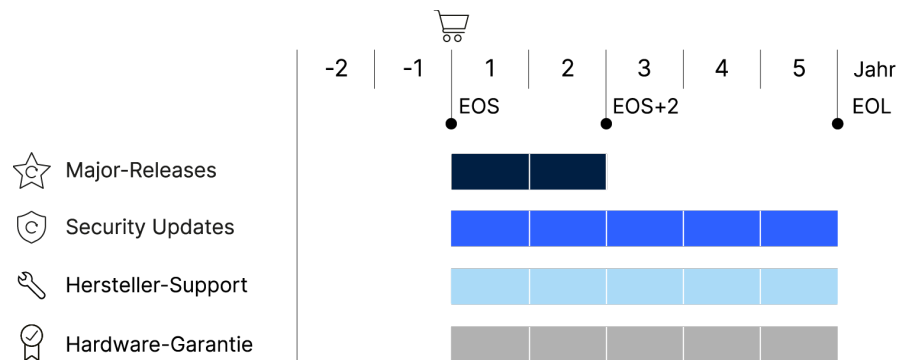 -2 -1 1 2 3 4 5 Jahr
EOS EOS+2 EOL
Major-Releases
Security Updates
Hersteller-Support
Hardware-Garantie